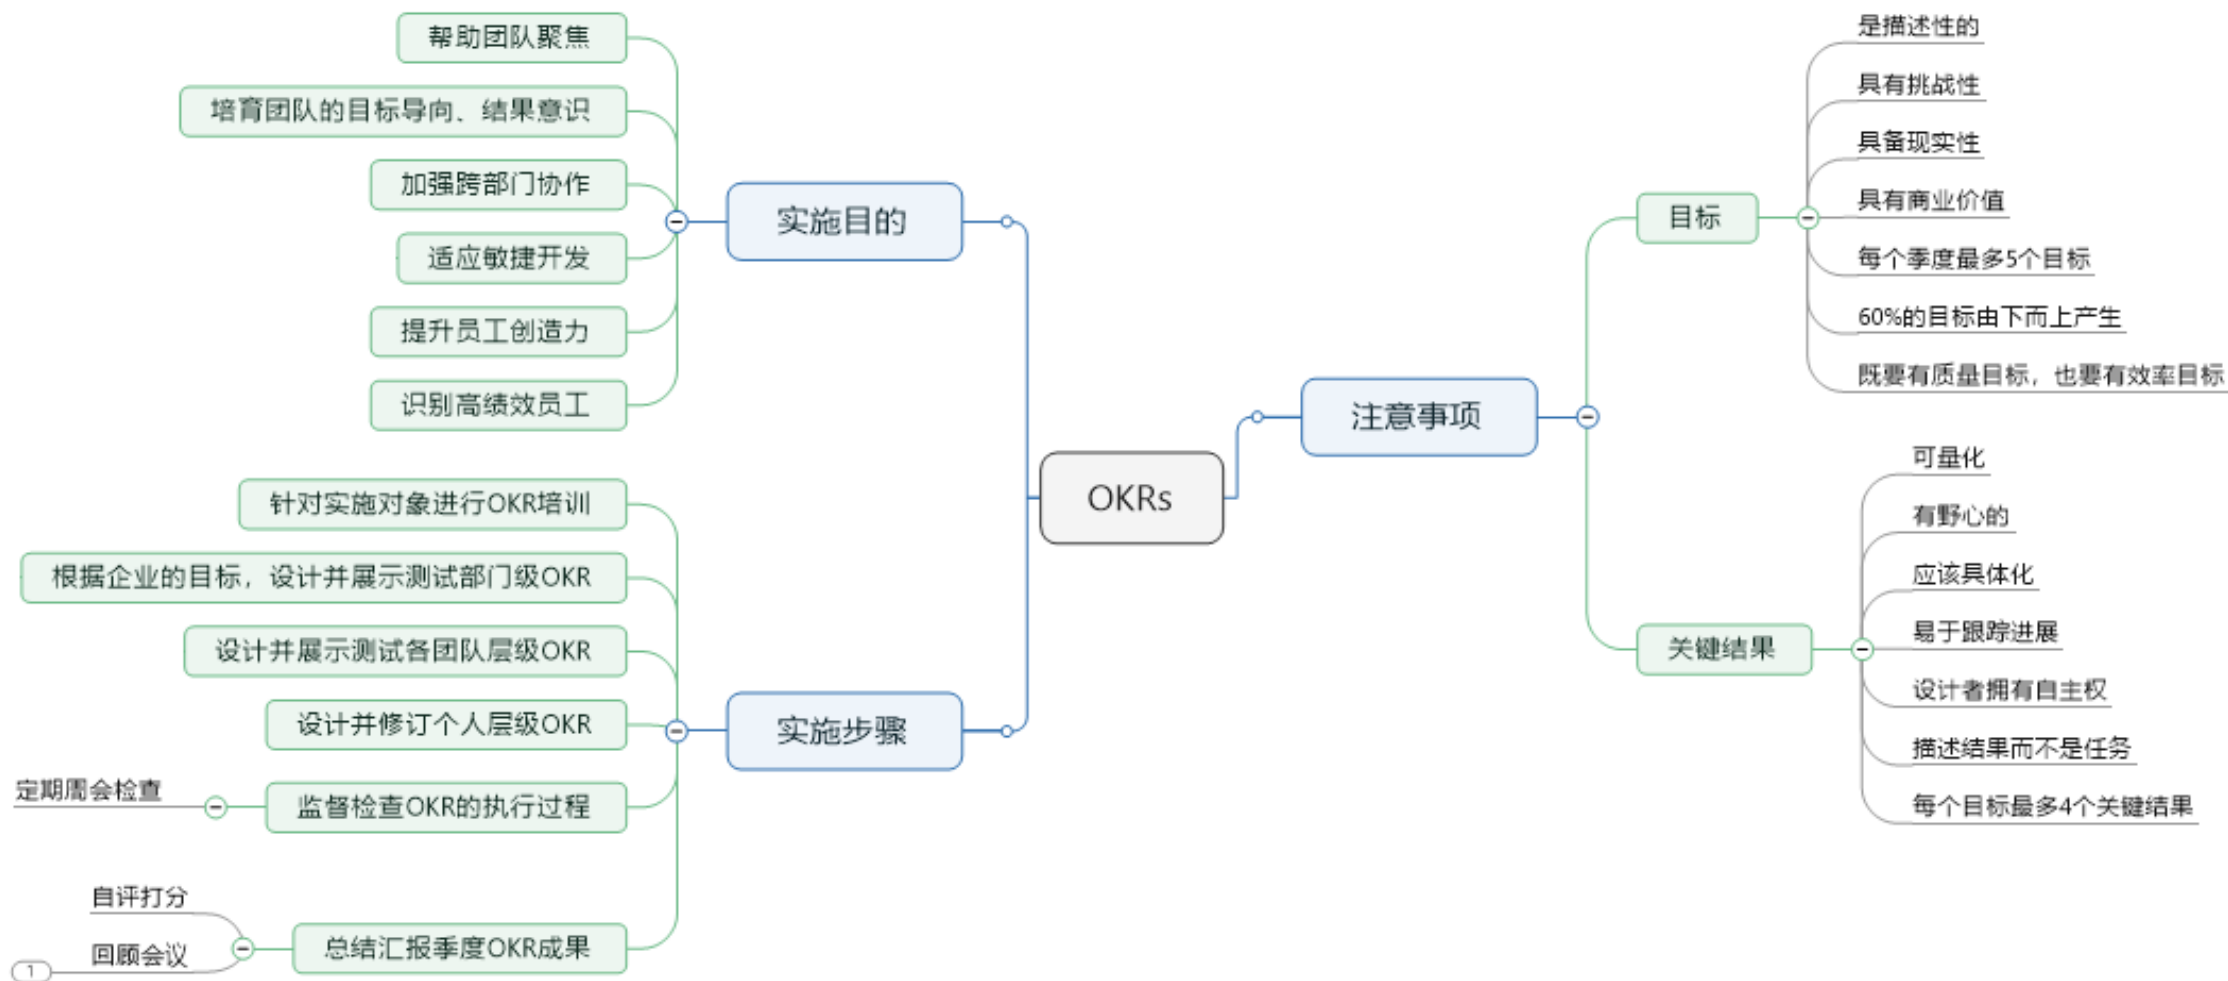 OKRs
实施目的
帮助团队聚焦
培育团队的目标导向、结果意识
加强跨部门协作
适应敏捷开发
提升员工创造力
识别高绩效员工
实施步骤
针对实施对象进行OKR培训
根据企业的目标，设计并展示测试部门级OKR
设计并展示测试各团队层级OKR
设计并修订个人层级OKR
监督检查OKR的执行过程
定期周会检查
总结汇报季度OKR成果
自评打分
回顾会议
1
注意事项
目标
是描述性的
具有挑战性
具备现实性
具有商业价值
每个季度最多5个目标
60%的目标由下而上产生
既要有质量目标，也要有效率目标
关键结果
可量化
有野心的
应该具体化
易于跟踪进展
设计者拥有自主权
描述结果而不是任务
每个目标最多4个关键结果